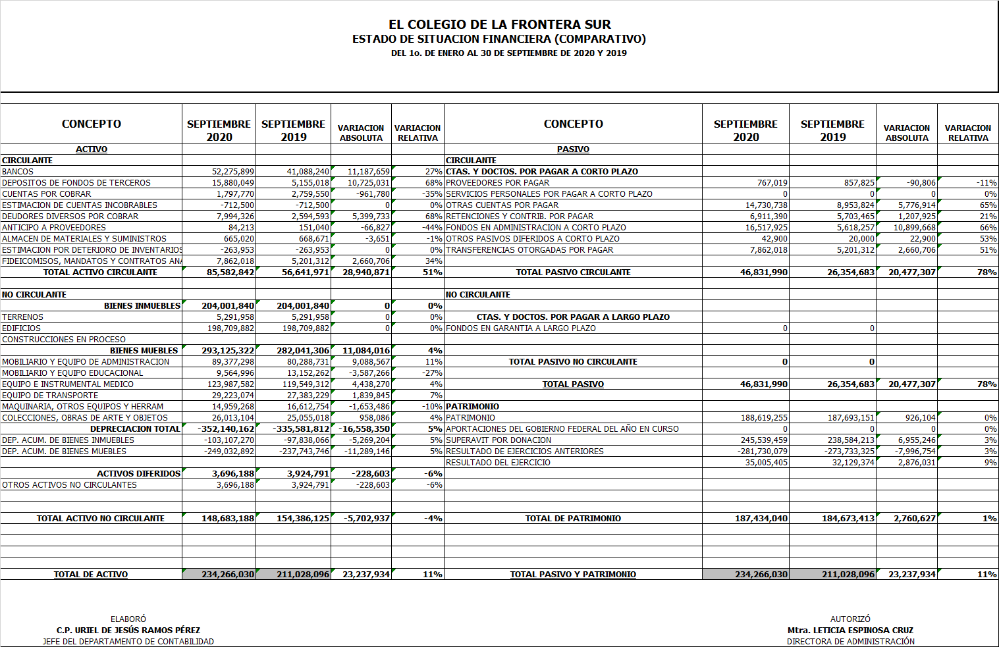 EL COLEGIO DE LA FRONTERA SUR
ESTADO DE SITUACION FINANCIERA (COMPARATIVO)
DEL 1o. DE ENERO AL 30 DE SEPTIEMBRE DE 2020 Y 2019
CONCEPTO SEPTIEMBRE 2020 SEPTIEMBRE 2019 VARIACION ABSOLUTA VARIACION RELATIVA CONCEPTO SEPTIEMBRE 2020 SEPTIEMBRE 2019 VARIACION ABSOLUTA VARIACION RELATIVA
ACTIVO PASIVO
CIRCULANTE CIRCULANTE
BANCOS 52,275,899 41,088,240 11,187,659 27% CTAS. Y DOCTOS. POR PAGAR A CORTO PLAZO
DEPOSITOS DE FONDOS DE TERCEROS 15,880,049 5,155,018 10,725,031 68% PROVEEDORES POR PAGAR 767,019 857,825 -90,806 -11%
CUENTAS POR COBRAR 1,797,770 2,759,550 -961,780 -35% SERVICIOS PERSONALES POR PAGAR A CORTO PLAZO 0 0 0 0%
ESTIMACION DE CUENTAS INCOBRABLES -712,500 -712,500 0 0% OTRAS CUENTAS POR PAGAR 14,730,738 8,953,824 5,776,914 65%
DEUDORES DIVERSOS POR COBRAR 7,994,326 2,594,593 5,399,733 68% RETENCIONES Y CONTRIB. POR PAGAR 6,911,390 5,703,465 1,207,925 21%
ANTICIPO A PROVEEDORES 84,213 151,040 -66,827 -44% FONDOS EN ADMINISTRACION A CORTO PLAZO 16,517,925 5,618,257 10,899,668 66%
ALMACEN DE MATERIALES Y SUMINISTROS 665,020 668,671 -3,651 -1% OTROS PASIVOS DIFERIDOS A CORTO PLAZO 42,900 20,000 22,900 53%
ESTIMACION POR DETERIORO DE INVENTARIOS -263,953 -263,953 0 0% TRANSFERENCIAS OTORGADAS POR PAGAR 7,862,018 5,201,312 2,660,706 51%
FIDEICOMISOS, MANDATOS Y CONTRATOS ANA 7,862,018 5,201,312 2,660,706 34%
TOTAL ACTIVO CIRCULANTE 85,582,842 56,641,971 28,940,871 51% TOTAL PASIVO CIRCULANTE 46,831,990 26,354,683 20,477,307 78%
NO CIRCULANTE NO CIRCULANTE
BIENES INMUEBLES 204,001,840 204,001,840 0 0%
TERRENOS 5,291,958 5,291,958 0 0% CTAS. Y DOCTOS. POR PAGAR A LARGO PLAZO
EDIFICIOS 198,709,882 198,709,882 0 0% FONDOS EN GARANTIA A LARGO PLAZO 0 0
CONSTRUCCIONES EN PROCESO
BIENES MUEBLES 293,125,322 282,041,306 11,084,016 4%
MOBILIARIO Y EQUIPO DE ADMINISTRACION 89,377,298 80,288,731 9,088,567 11% TOTAL PASIVO NO CIRCULANTE 0 0
MOBILIARIO Y EQUIPO EDUCACIONAL 9,564,996 13,152,262 -3,587,266 -27%
EQUIPO E INSTRUMENTAL MEDICO 123,987,582 119,549,312 4,438,270 4% TOTAL PASIVO 46,831,990 26,354,683 20,477,307 78%
EQUIPO DE TRANSPORTE 29,223,074 27,383,229 1,839,845 7%
MAQUINARIA, OTROS EQUIPOS Y HERRAM 14,959,268 16,612,754 -1,653,486 -10% PATRIMONIO
COLECCIONES, OBRAS DE ARTE Y OBJETOS 26,013,104 25,055,018 958,086 4% PATRIMONIO 188,619,255 187,693,151 926,104 0%
DEPRECIACION TOTAL -352,140,162 -335,581,812 -16,558,350 5% APORTACIONES DEL GOBIERNO FEDERAL DEL AÑO EN CURSO 0 0 0 0%
DEP. ACUM. DE BIENES INMUEBLES -103,107,270 -97,838,066 -5,269,204 5% SUPERAVIT POR DONACION 245,539,459 238,584,213 6,955,246 3%
DEP. ACUM. DE BIENES MUEBLES -249,032,892 -237,743,746 -11,289,146 5% RESULTADO DE EJERCICIOS ANTERIORES -281,730,079 -273,733,325 -7,996,754 3%
RESULTADO DEL EJERCICIO 35,005,405 32,129,374 2,876,031 9%
ACTIVOS DIFERIDOS 3,696,188 3,924,791 -228,603 -6%
OTROS ACTIVOS NO CIRCULANTES 3,696,188 3,924,791 -228,603 -6%
TOTAL ACTIVO NO CIRCULANTE 148,683,188 154,386,125 -5,702,937 -4% TOTAL DE PATRIMONIO 187,434,040 184,673,413 2,760,627 1%
TOTAL DE ACTIVO 234,266,030 211,028,096 23,237,934 11% TOTAL PASIVO Y PATRIMONIO 234,266,030 211,028,096 23,237,934 11%
ELABORÓ AUTORIZÓ
C.P. URIEL DE JESÚS RAMOS PÉREZ Mtra. LETICIA ESPINOSA CRUZ
JEFE DEL DEPARTAMENTO DE CONTABILIDAD DIRECTORA DE ADMINISTRACIÓN